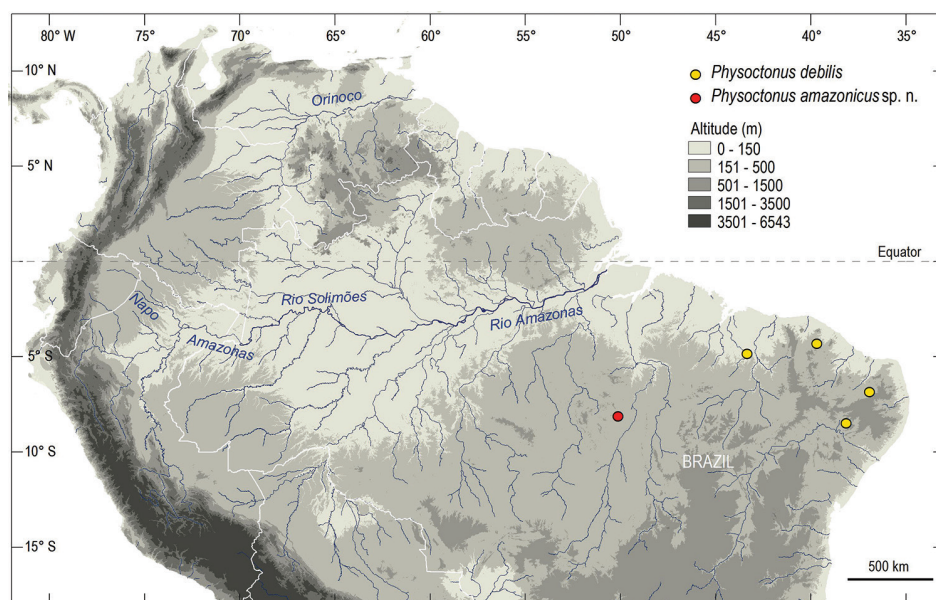 80° W 75° 70° 65° 60° 55° 50° 45° 40° 35°
10° N
5° N
5° S
10° S
15° S
Physoctonus debilis
Physoctonus amazonicus sp. n.
Altitude (m)
0 - 150
151 - 500
501 - 1500
1501 - 3500
3501 - 6543
Orinoco
Equator
Napo
Rio Solimões
Rio Amazonas
Amazonas
BRAZIL
500 km